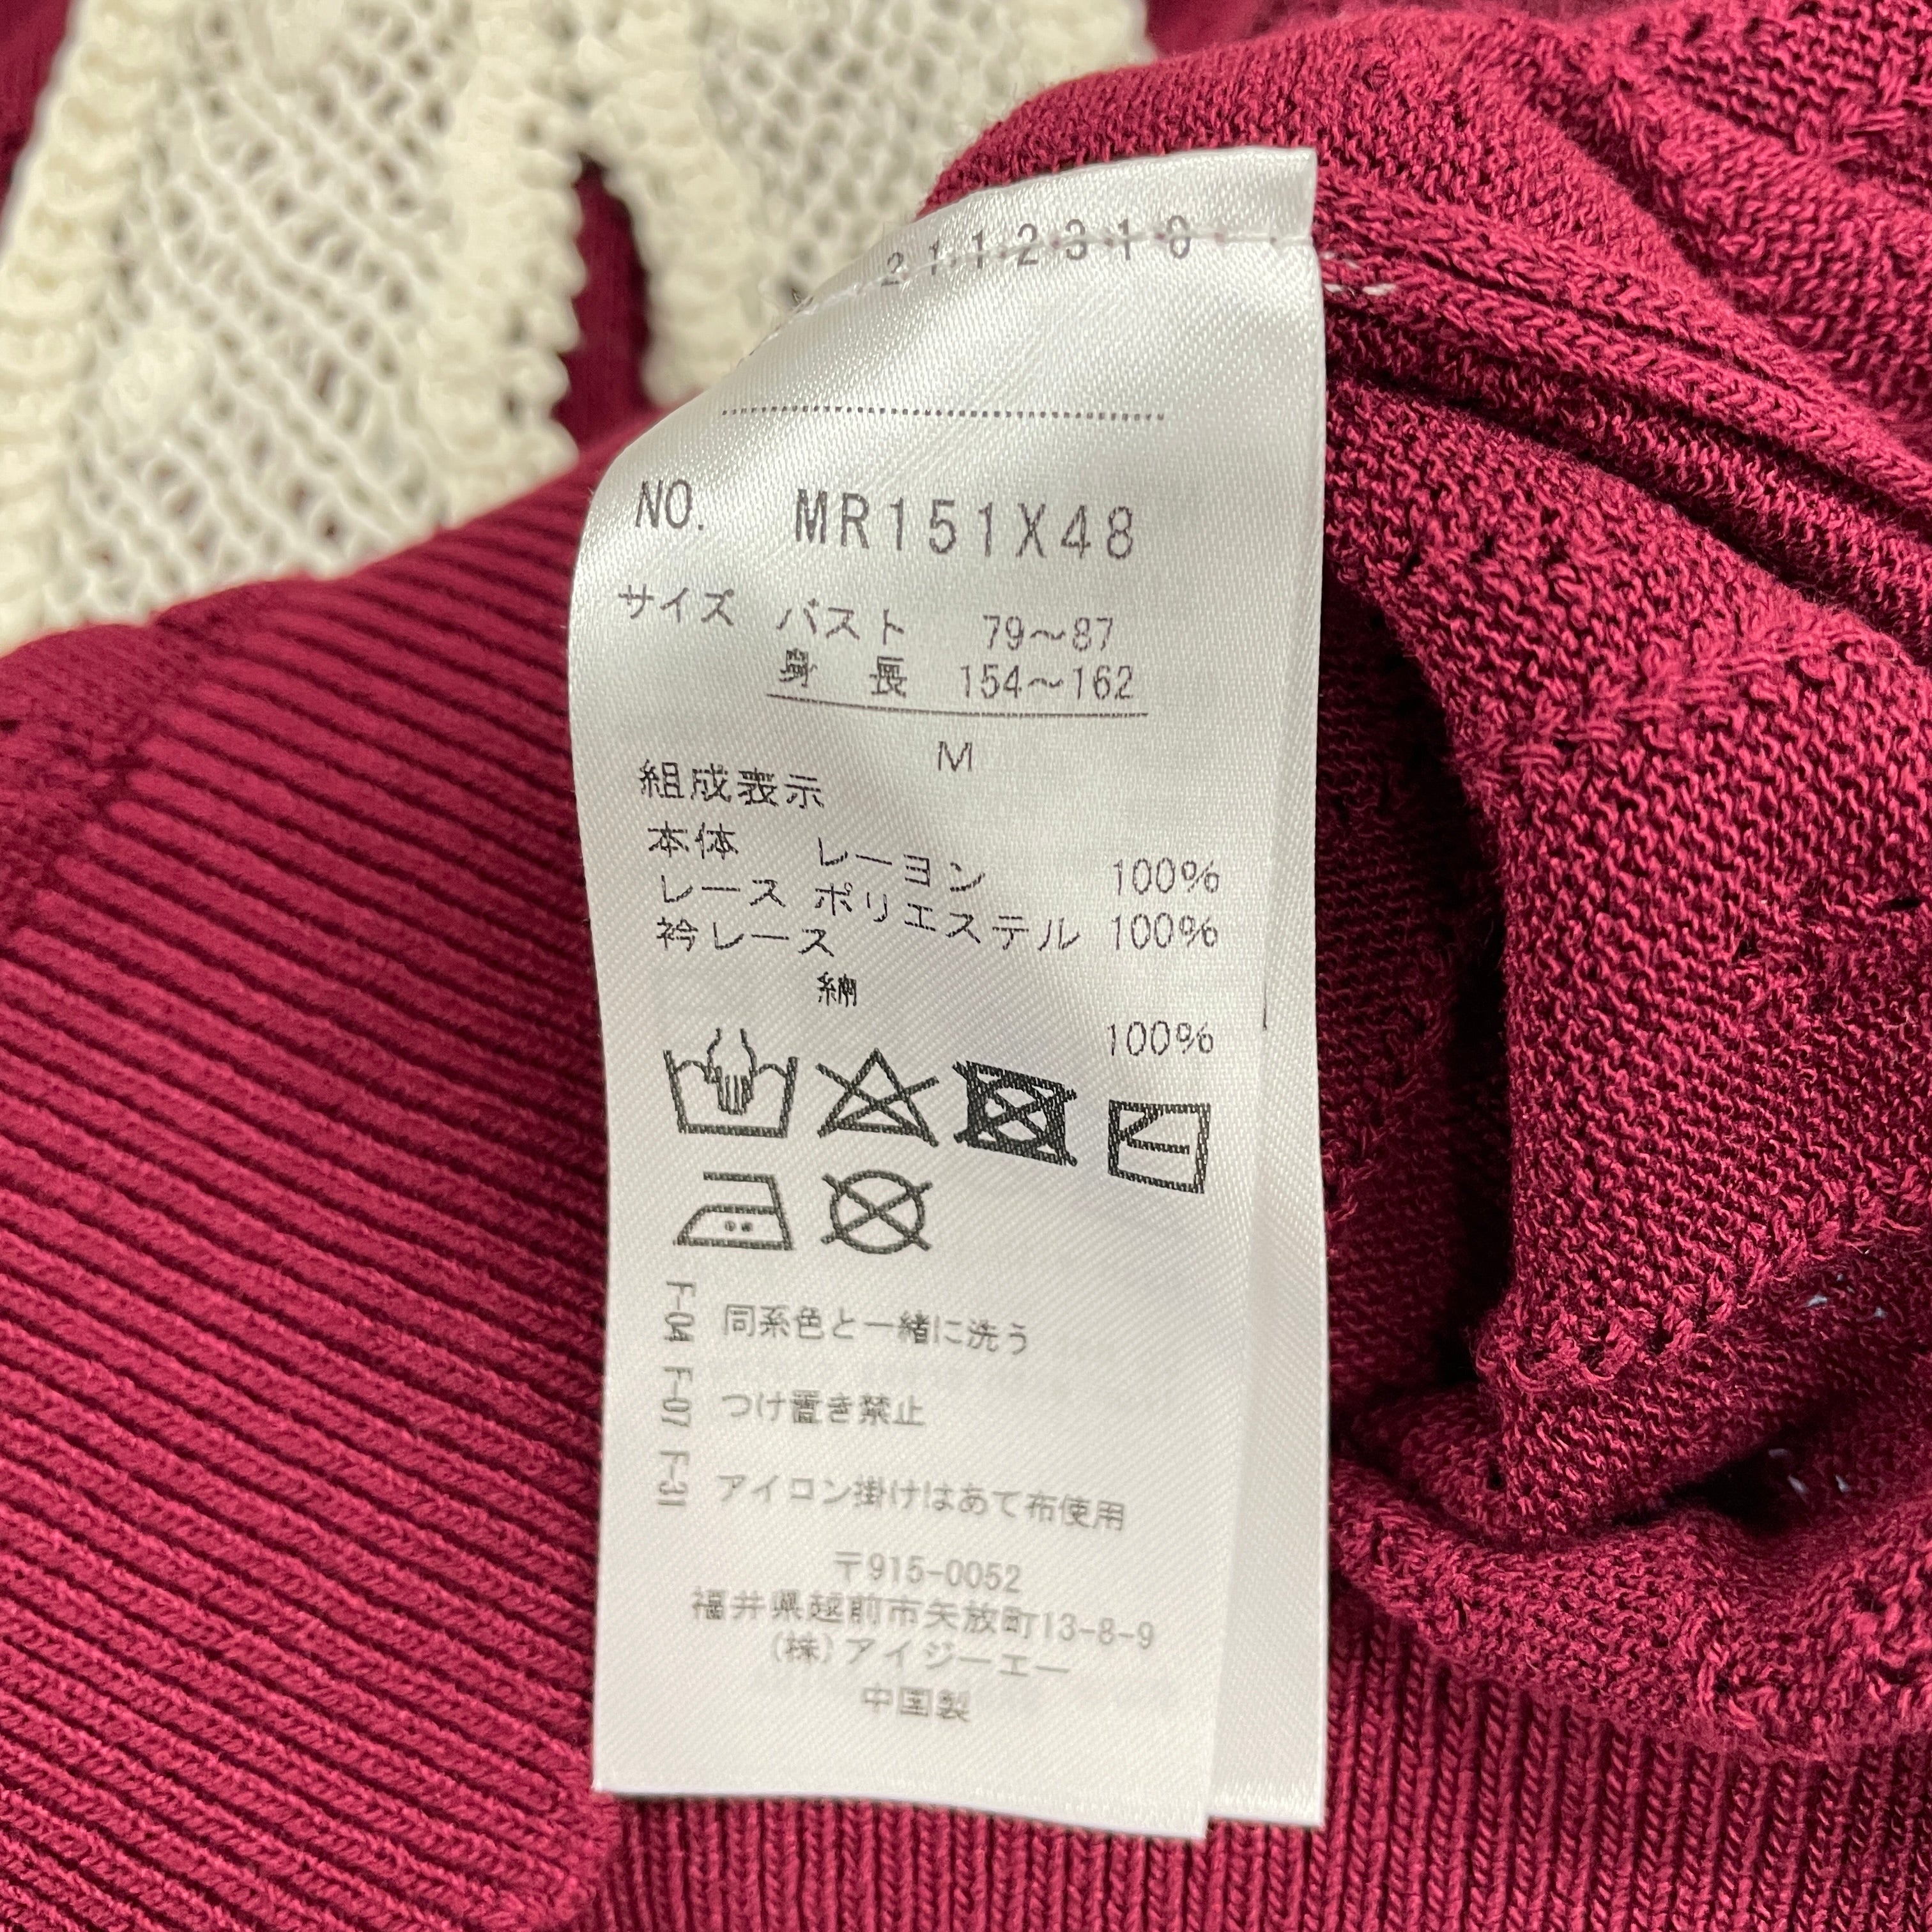 2112310
NO. MR151X48
サイズ バスト 79〜87
身長 154〜162
M
組成表示
本体 レーヨン 100%
レース ポリエステル 100%
衿レース
綿 100%
F-04 同系色と一緒に洗う
F-07 つけ置き禁止
F-31 アイロン掛けはあて布使用
〒915-0052
福井県越前市矢放町13-8-9
(株)アイジーエー
中国製